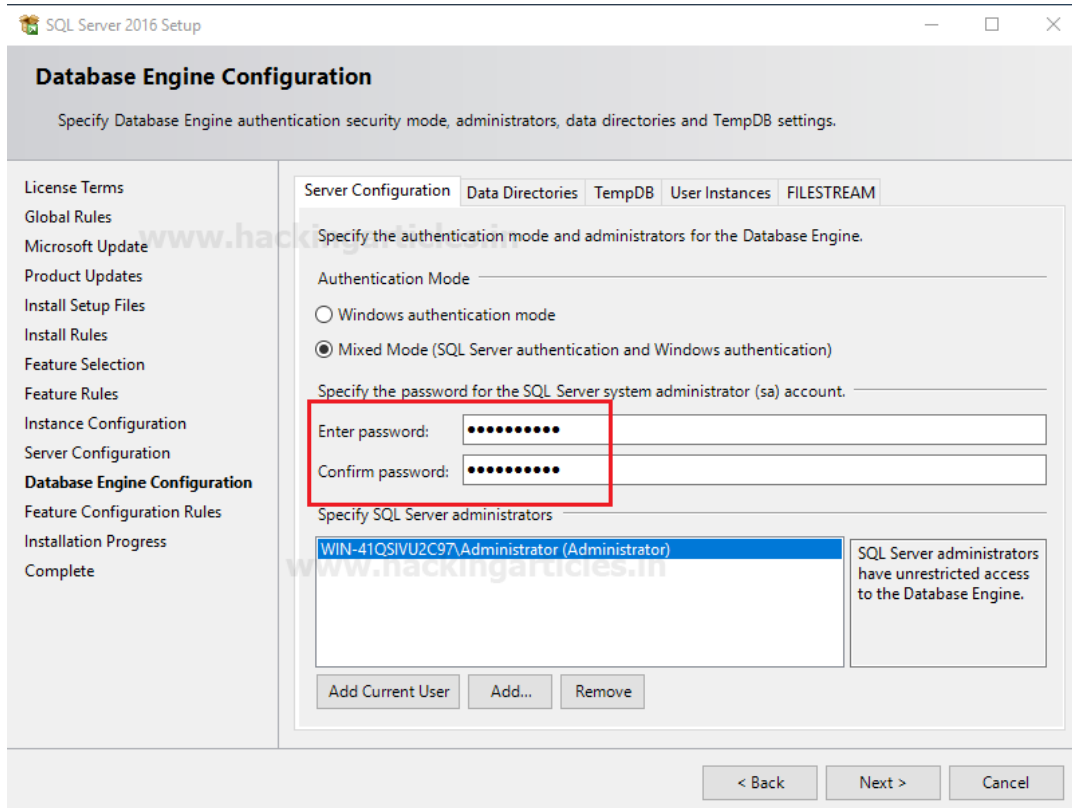 SQL Server 2016 Setup
Database Engine Configuration
Specify Database Engine authentication security mode, administrators, data directories and TempDB settings.
License Terms
Global Rules
Microsoft Update
Product Updates
Install Setup Files
Install Rules
Feature Selection
Feature Rules
Instance Configuration
Server Configuration
Database Engine Configuration
Feature Configuration Rules
Installation Progress
Complete
Server Configuration Data Directories TempDB User Instances FILESTREAM
www.hackingarticles.in
Specify the authentication mode and administrators for the Database Engine.
Authentication Mode
Windows authentication mode
Mixed Mode (SQL Server authentication and Windows authentication)
Specify the password for the SQL Server system administrator (sa) account.
Enter password: ●●●●●●●●●●
Confirm password: ●●●●●●●●●●
Specify SQL Server administrators
WIN-41QSIVU2C97\Administrator (Administrator)
www.hackingarticles.in
SQL Server administrators
have unrestricted access
to the Database Engine.
Add Current User Add... Remove
< Back Next > Cancel